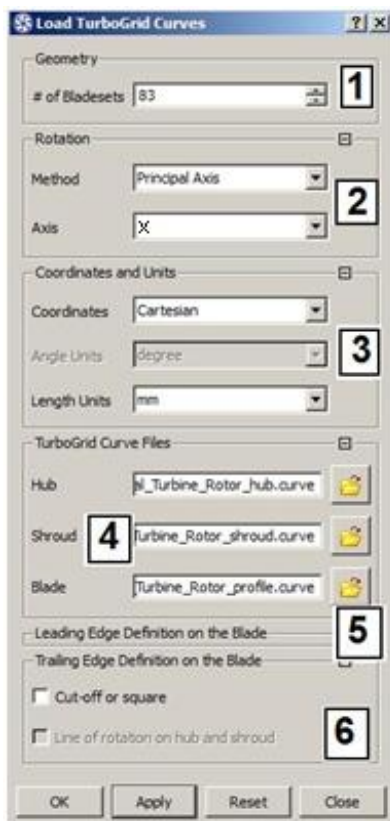 Load TurboGrid Curves
Geometry
# of Bladesets 83
1
Rotation
Method Principal Axis
2
Axis X
Coordinates and Units
Coordinates Cartesian
3
Angle Units degree
Length Units mm
TurboGrid Curve Files
Hub al_Turbine_Rotor_hub.curve
Shroud 4 Turbine_Rotor_shroud.curve
Blade Turbine_Rotor_profile.curve
5
Leading Edge Definition on the Blade
Trailing Edge Definition on the Blade
Cut-off or square
Line of rotation on hub and shroud
6
OK Apply Reset Close